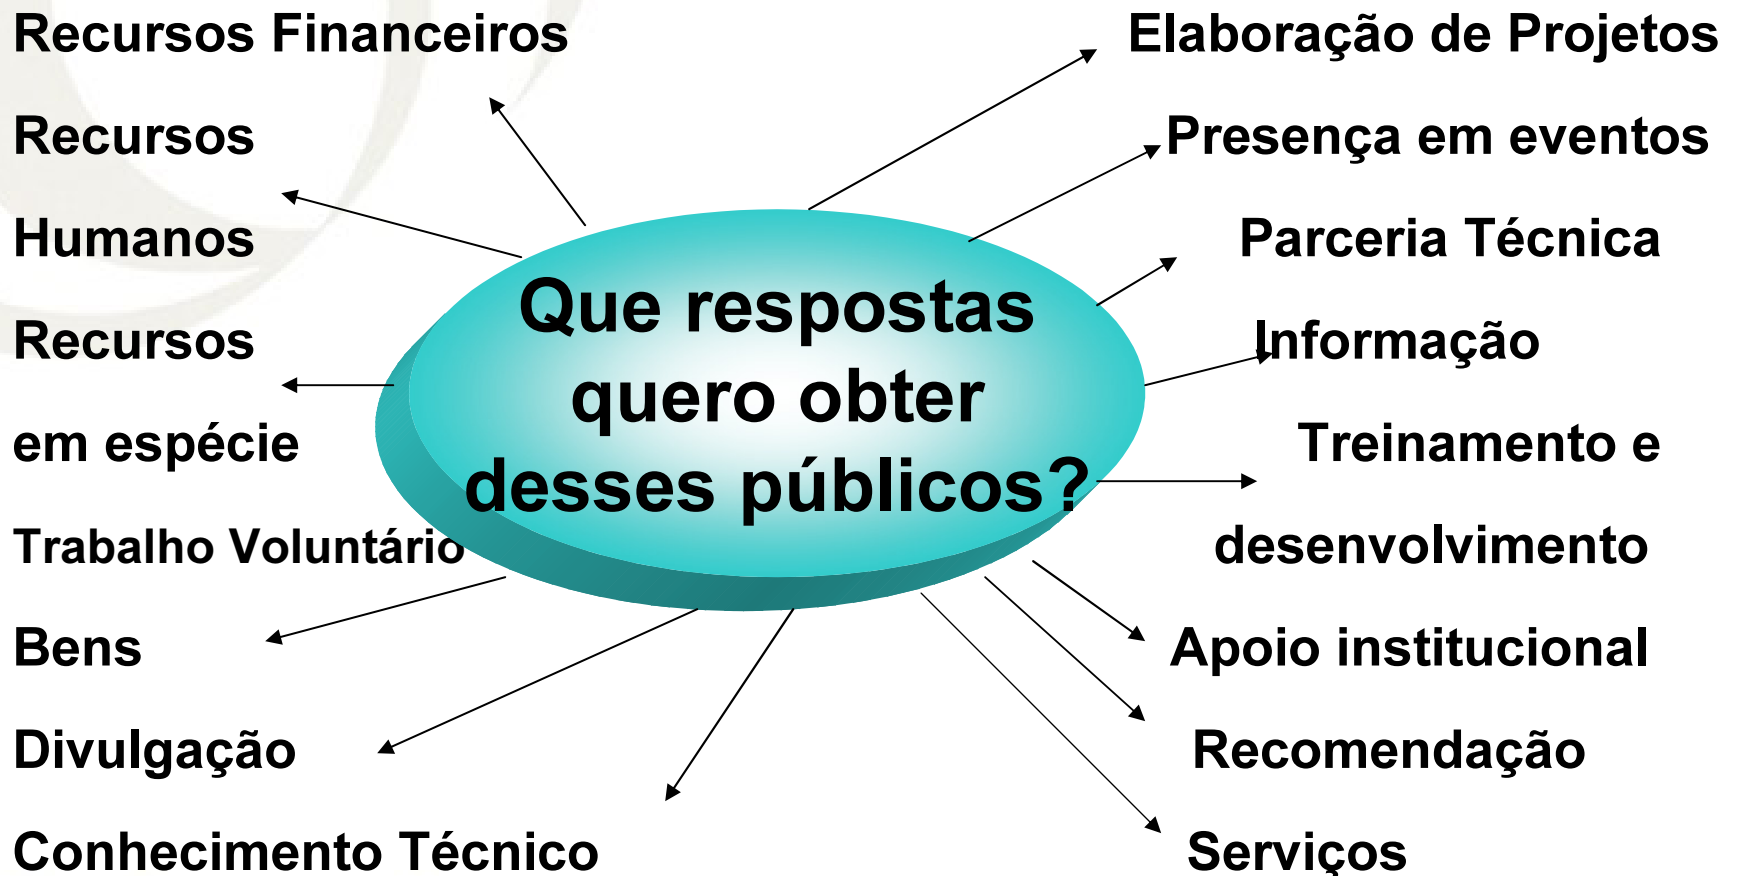 Recursos Financeiros
Recursos
Humanos
Recursos
em espécie
Trabalho Voluntário
Bens
Divulgação
Conhecimento Técnico
Que respostas
quero obter
desses públicos?
Elaboração de Projetos
Presença em eventos
Parceria Técnica
Informação
Treinamento e
desenvolvimento
Apoio institucional
Recomendação
Serviços